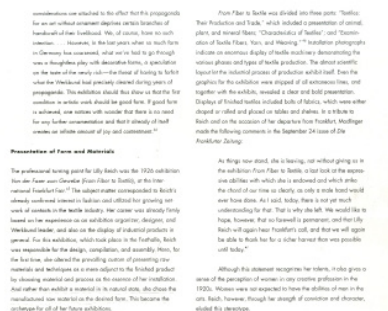 considerations are attached to the effect that this propaganda
for an art without ornament deprives certain branches of
handicraft of their livelihood. We, of course, have no such
intention. . . . However, in the last years when so much form
in Germany has worsened, what we've had to go through
was a thoughtless play with decorative forms, a speculation
on the taste of the newly rich—the threat of having to forfeit
what the Werkbund had precisely cleared during years of
propaganda. This exhibition should thus show us that the first
condition in artistic work should be good form. If good form
is achieved, one notices with wonder that there is no need
for any further ornamentation and that it already of itself
creates an infinite amount of joy and contentment.
Presentation of Form and Materials
The professional turning point for Lilly Reich was the 1926 exhibition
Von der Faser zum Gewebe (From Fiber to Textile), at the Inter-
national Frankfurt Fair. The subject matter corresponded to Reich's
already confirmed interest in fashion and utilized her growing net-
work of contacts in the textile industry. Her career was already firmly
based on her experience as an exhibition organizer, designer, and
Werkbund leader, and also on the display of industrial products in
general. For this exhibition, which took place in the Festhalle, Reich
was responsible for the design, compilation, and assembly. Here, for
the first time, she altered the prevailing custom of presenting raw
materials and techniques as a mere adjunct to the finished product
by choosing material and process as the essence of her installation.
And rather than exhibit a material in its natural state, she chose the
manufactured raw material as the desired form. This became the
archetype for all of her future exhibitions.
From Fiber to Textile was divided into three parts: "Textiles:
Their Production and Trade," which included a presentation of animal,
plant, and mineral fibers; "Characteristics of Textiles"; and "Examin-
ation of Textile Fibers, Yarn, and Weaving." Installation photographs
indicate an enormous display of textile machinery demonstrating the
various phases and types of textile production. The almost scientific
layout let the industrial process of production exhibit itself. Even the
graphics for the exhibition were stripped of all extraneous lines, and
together with the exhibits, revealed a clear and bold presentation.
Displays of finished textiles included bolts of fabrics, which were either
draped or rolled and placed on tables and shelves. In a tribute to
Reich and on the occasion of her departure from Frankfurt, Modlinger
made the following comments in the September 24 issue of Die
Frankfurter Zeitung:
As things now stand, she is leaving, not without giving us in
the exhibition From Fiber to Textile a last look at the express-
ive abilities with which she is endowed and which strike
the chord of our time so clearly, as only a male hand would
ever have done. As I said, today, there is not yet much
understanding for that. That is why she left. We would like to
hope, however, that no farewell is permanent, and that Lilly
Reich will again hear Frankfurt's call, and that we will again
be able to thank her for a richer harvest than was possible
until today.
Although this statement recognizes her talents, it also gives a
sense of the perception of women in any creative profession in the
1920s. Women were not expected to have the abilities of men in the
arts. Reich, however, through her strength of conviction and character,
eluded this stereotype.